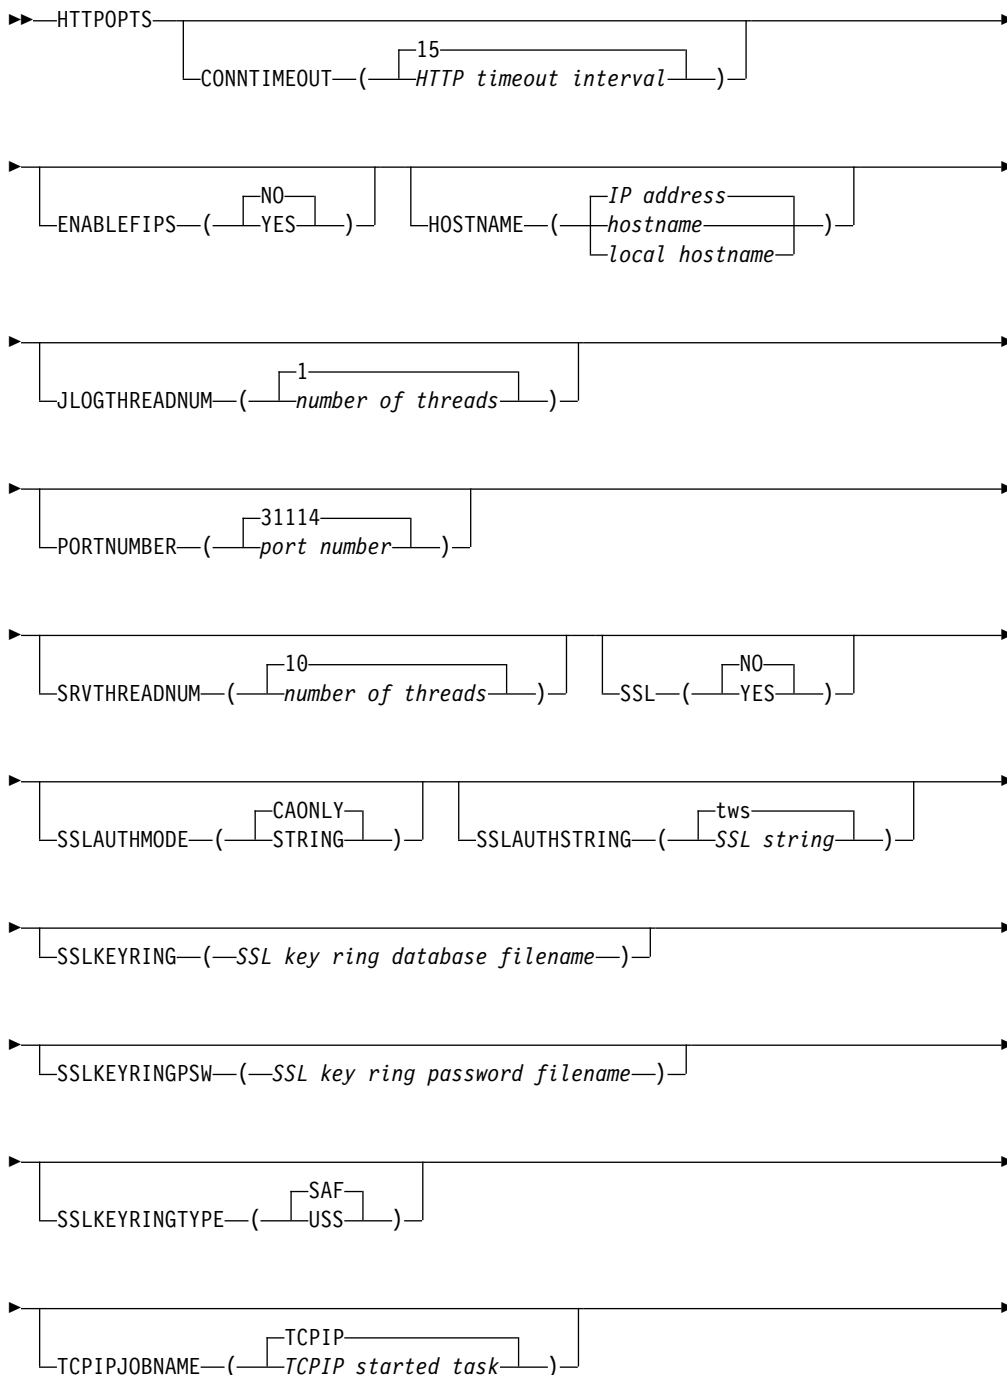 HTTPOPTS
15
CONNTIMEOUT ( HTTP timeout interval )
NO
ENABLEFIPS ( YES )
IP address
HOSTNAME ( hostname )
local hostname
1
JLOGTHREADNUM ( number of threads )
31114
PORTNUMBER ( port number )
10
SRVTHREADNUM ( number of threads )
NO
SSL ( YES )
CAONLY
SSLAUTHMODE ( STRING )
tws
SSLAUTHSTRING ( SSL string )
SSLKEYRING ( SSL key ring database filename )
SSLKEYRINGPSW ( SSL key ring password filename )
SAF
SSLKEYRINGTYPE ( USS )
TCPIP
TCPIPJOBNAME ( TCPIP started task )